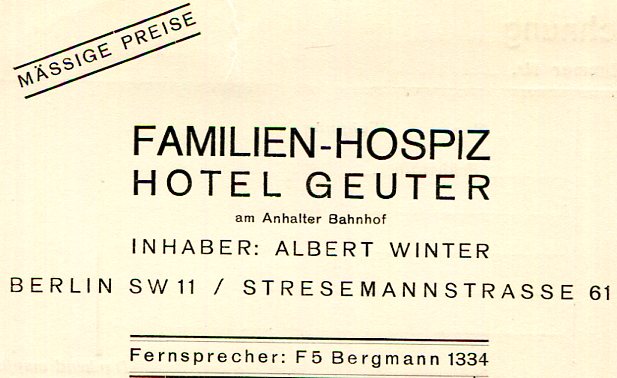 MÄSSIGE PREISE
FAMILIEN-HOSPIZ
HOTEL GEUTER
am Anhalter Bahnhof
INHABER: ALBERT WINTER
BERLIN SW 11 / STRESEMANNSTRASSE 61
Fernsprecher: F5 Bergmann 1334